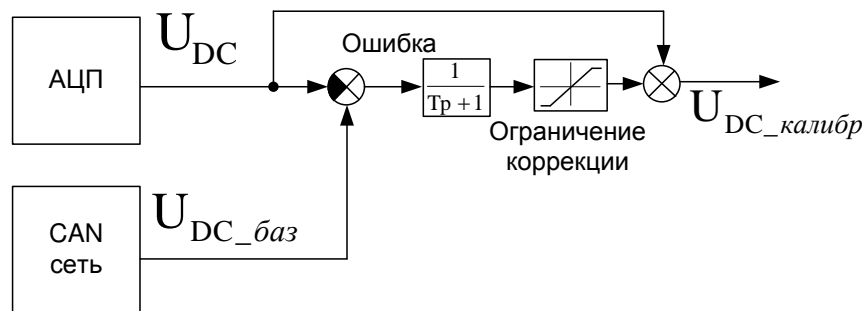 АЦП
U_DC
Ошибка
1
Tp +1
Ограничение
коррекции
U_DC_калибр
CAN
сеть
U_DC_баз